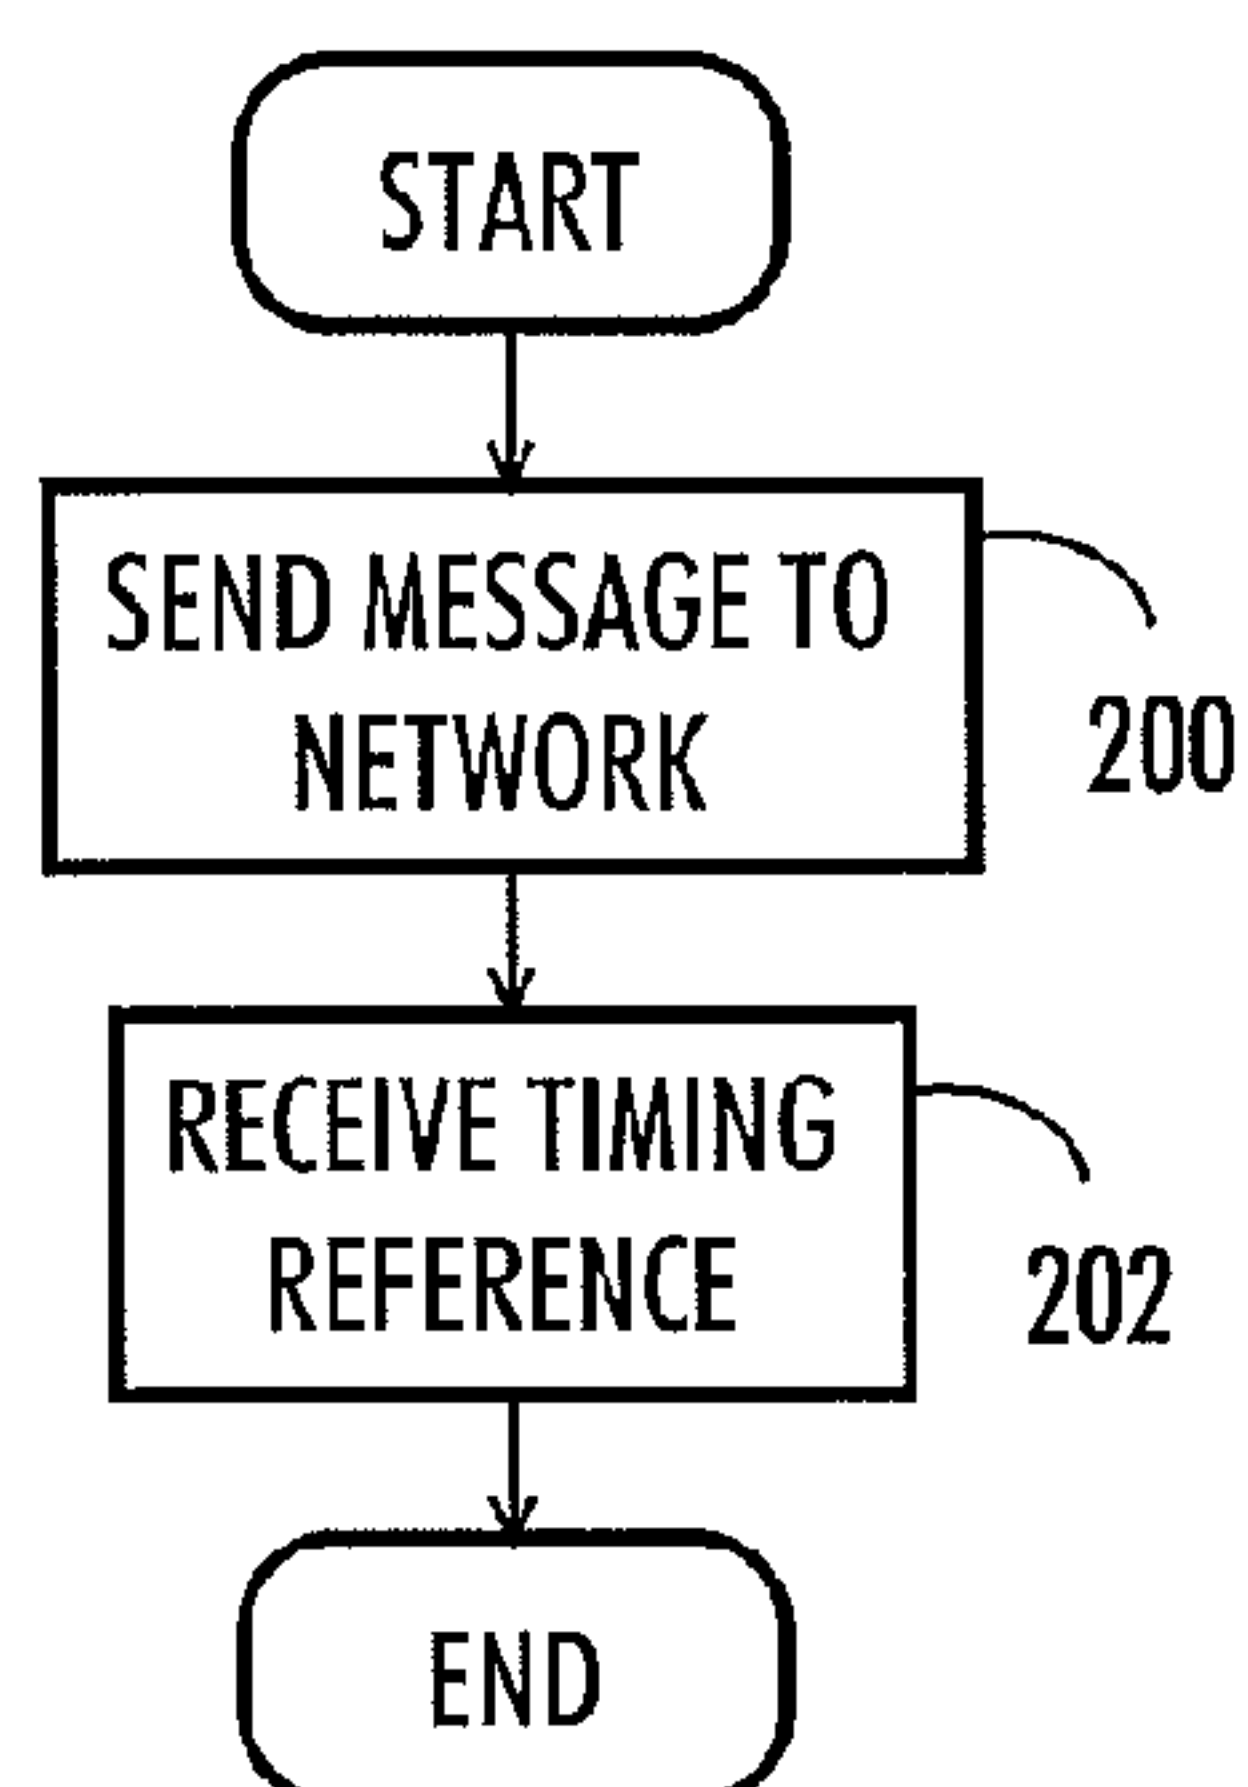 START
SEND MESSAGE TO
NETWORK
200
RECEIVE TIMING
REFERENCE
202
END